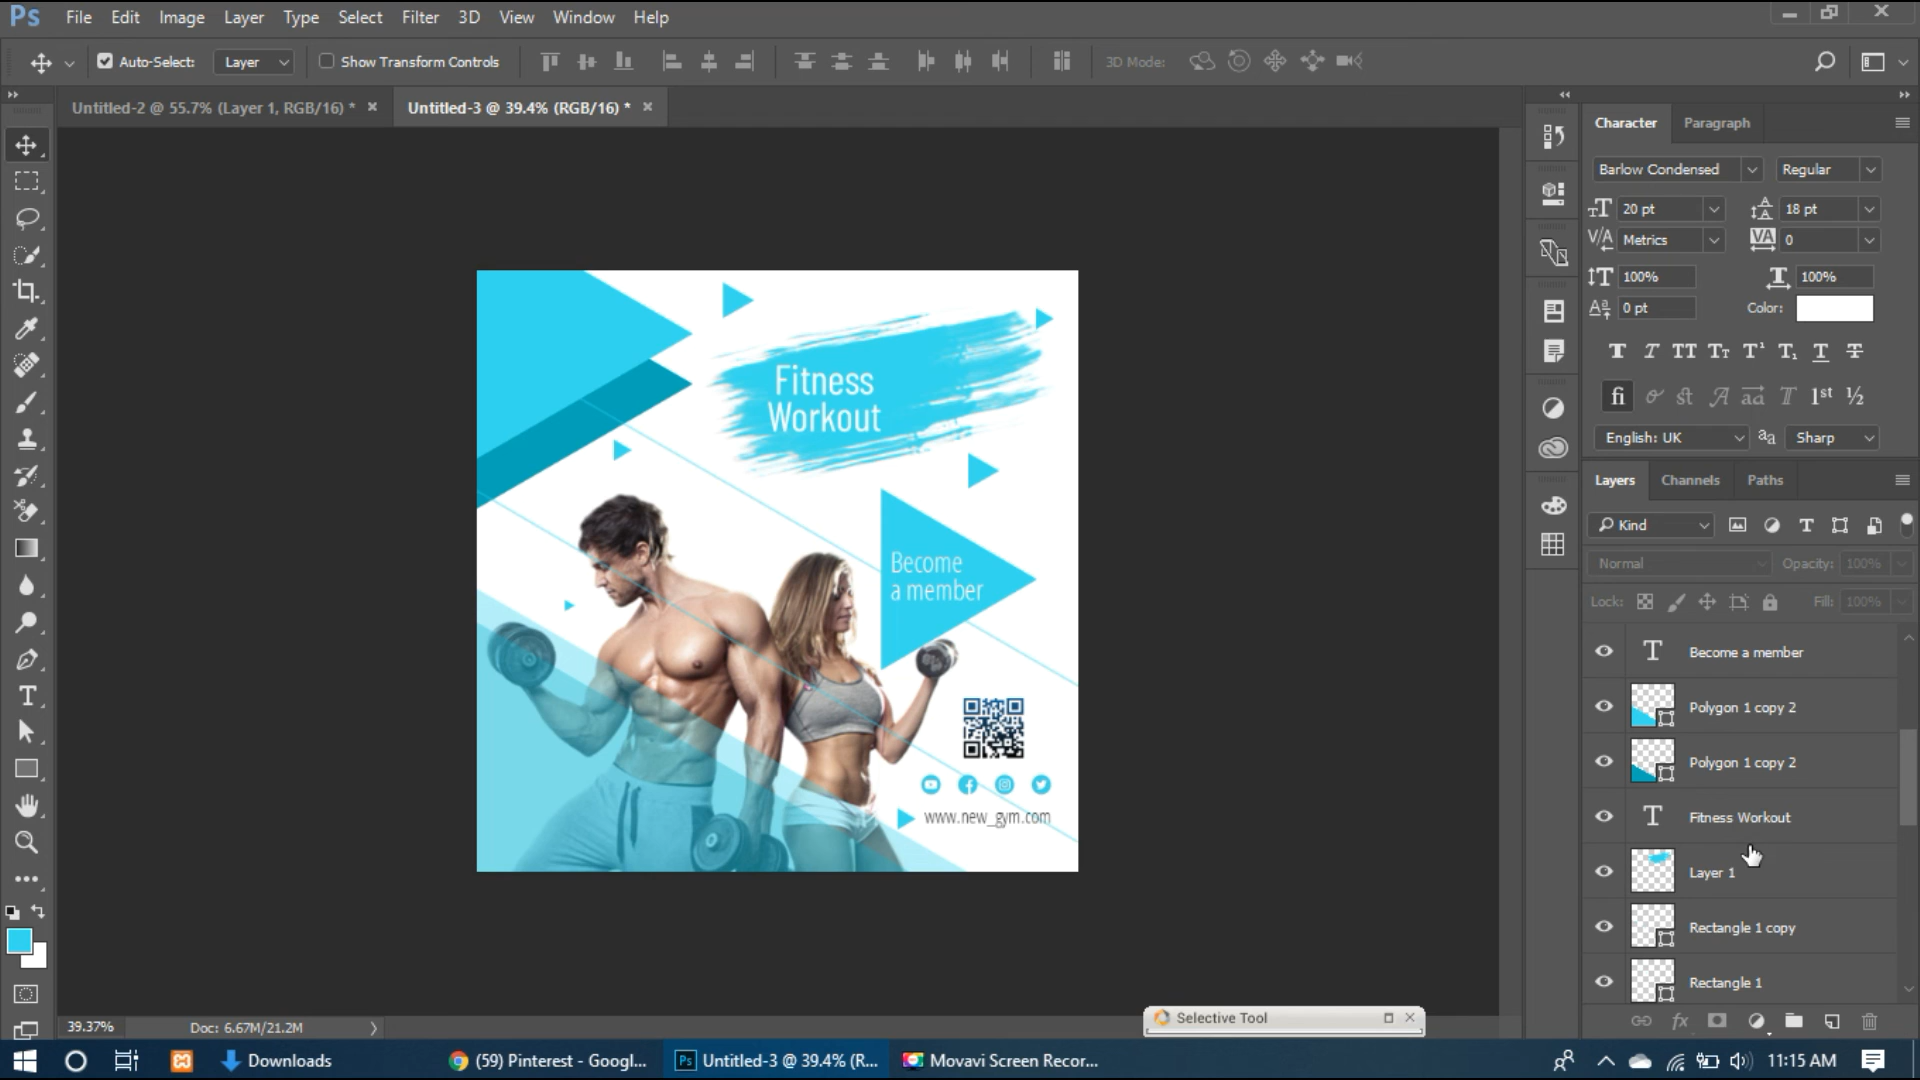 Ps File Edit Image Layer Type Select Filter 3D View Window Help
Auto-Select: Layer Show Transform Controls 3D Mode:
Untitled-2 @ 55.7% (Layer 1, RGB/16) * Untitled-3 @ 39.4% (RGB/16) *
Character Paragraph
Barlow Condensed Regular
20 pt 18 pt
Metrics 0
100% 100%
0 pt Color:
English: UK Sharp
Layers Channels Paths
Kind
Normal Opacity: 100%
Lock: Fill: 100%
Become a member
Polygon 1 copy 2
Polygon 1 copy 2
Fitness Workout
Layer 1
Rectangle 1 copy
Rectangle 1
Fitness
Workout
Become
a member
www.new_gym.com
39.37% Doc: 6.67M/21.2M
Selective Tool
Downloads (59) Pinterest - Googl... Untitled-3 @ 39.4% (R... Movavi Screen Recor... 11:15 AM